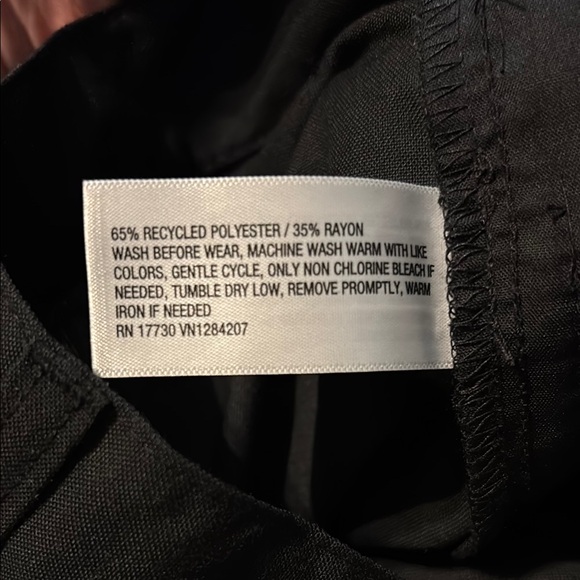 65% RECYCLED POLYESTER / 35% RAYON
WASH BEFORE WEAR, MACHINE WASH WARM WITH LIKE
COLORS, GENTLE CYCLE, ONLY NON CHLORINE BLEACH IF
NEEDED, TUMBLE DRY LOW, REMOVE PROMPTLY, WARM
IRON IF NEEDED
RN 17730 VN1284207